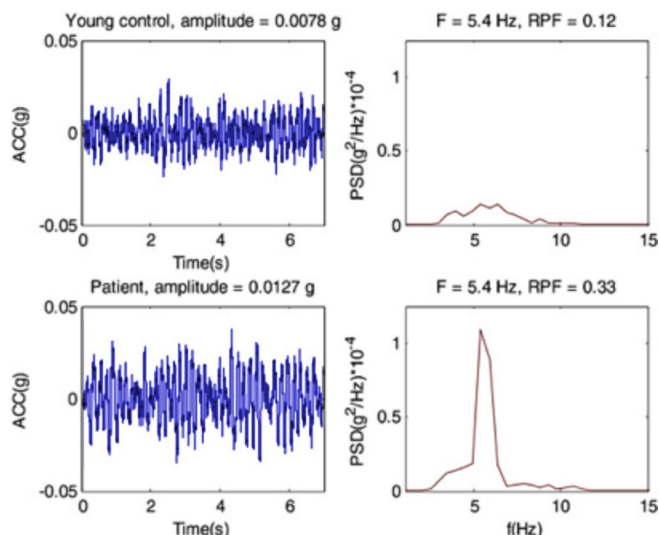 Young control, amplitude = 0.0078 g
F = 5.4 Hz, RPF = 0.12
0.05
0
-0.05
ACC(g)
0 2 4 6
Time(s)
1
0.5
0
PSD(g²/Hz)*10⁻⁴
5 10 15
Patient, amplitude = 0.0127 g
F = 5.4 Hz, RPF = 0.33
0.05
0
-0.05
ACC(g)
0 2 4 6
Time(s)
1
0.5
0
PSD(g²/Hz)*10⁻⁴
5 10 15
f(Hz)